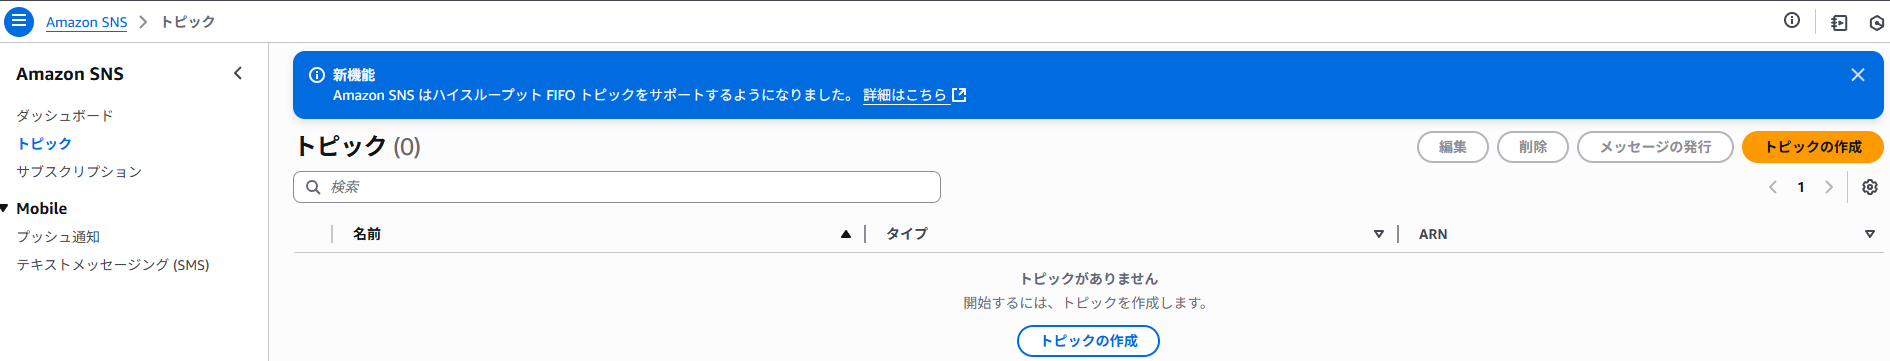 Amazon SNS > トピック
Amazon SNS
ダッシュボード
トピック
サブスクリプション
Mobile
プッシュ通知
テキストメッセージング (SMS)
新機能
Amazon SNS はハイスループット FIFO トピックをサポートするようになりました。 詳細はこちら
トピック (0)
編集 削除 メッセージの発行 トピックの作成
検索
1
名前 タイプ ARN
トピックがありません
開始するには、トピックを作成します。
トピックの作成